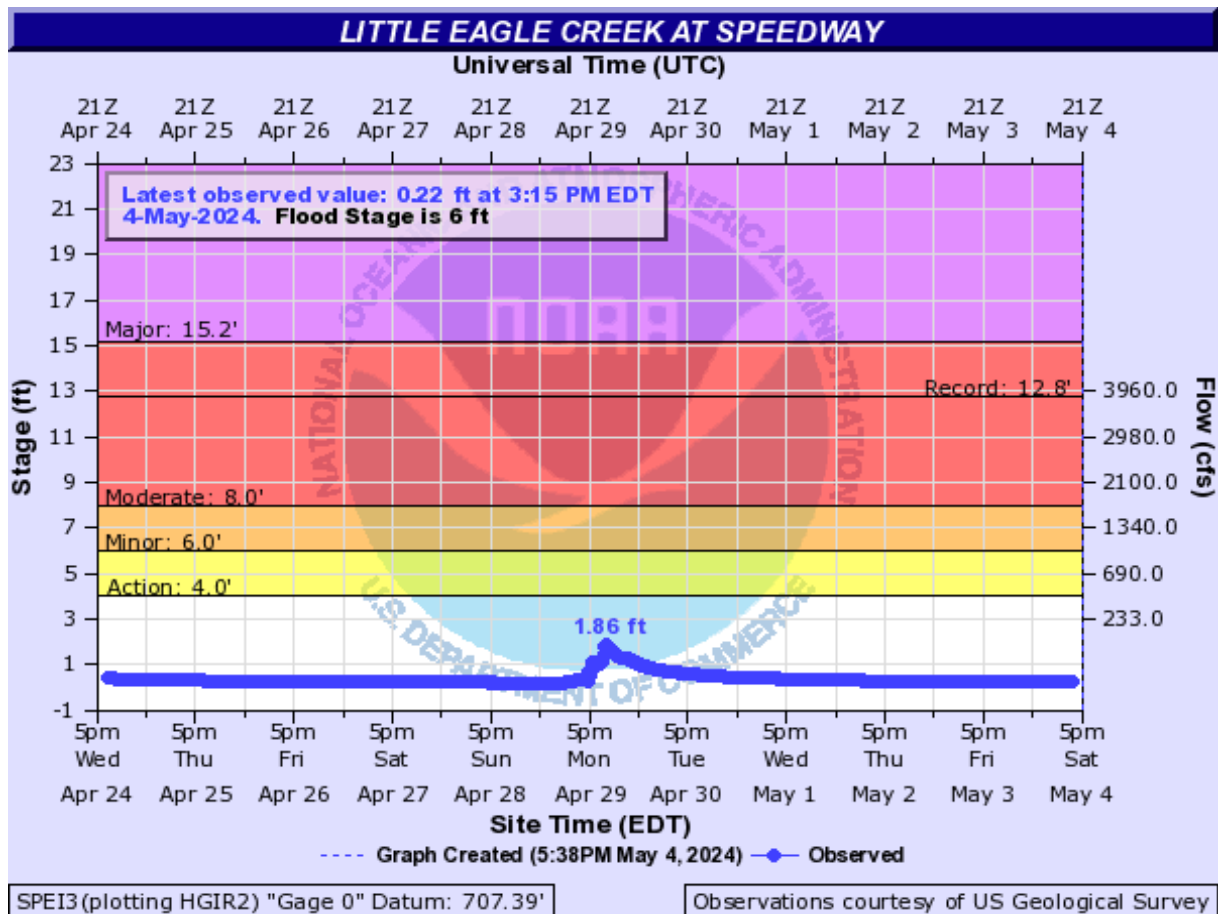 LITTLE EAGLE CREEK AT SPEEDWAY
Universal Time (UTC)
21Z 21Z 21Z 21Z 21Z 21Z 21Z 21Z 21Z 21Z 21Z
Apr 24 Apr 25 Apr 26 Apr 27 Apr 28 Apr 29 Apr 30 May 1 May 2 May 3 May 4
Latest observed value: 0.22 ft at 3:15 PM EDT
4-May-2024. Flood Stage is 6 ft
NATIONAL OCEANIC AND ATMOSPHERIC ADMINISTRATION
NOAA
U.S. DEPARTMENT OF COMMERCE
Stage (ft)
23
21
19
17
15
13
11
9
7
5
3
1
-1
Major: 15.2'
Record: 12.8'
Moderate: 8.0'
Minor: 6.0'
Action: 4.0'
1.86 ft
3960.0
2980.0
2100.0
1340.0
690.0
233.0
Flow (cfs)
5pm 5pm 5pm 5pm 5pm 5pm 5pm 5pm 5pm 5pm 5pm
Wed Thu Fri Sat Sun Mon Tue Wed Thu Fri Sat
Apr 24 Apr 25 Apr 26 Apr 27 Apr 28 Apr 29 Apr 30 May 1 May 2 May 3 May 4
Site Time (EDT)
Graph Created (5:38PM May 4, 2024) Observed
SPEI3(plotting HGIR2) "Gage 0" Datum: 707.39'
Observations courtesy of US Geological Survey